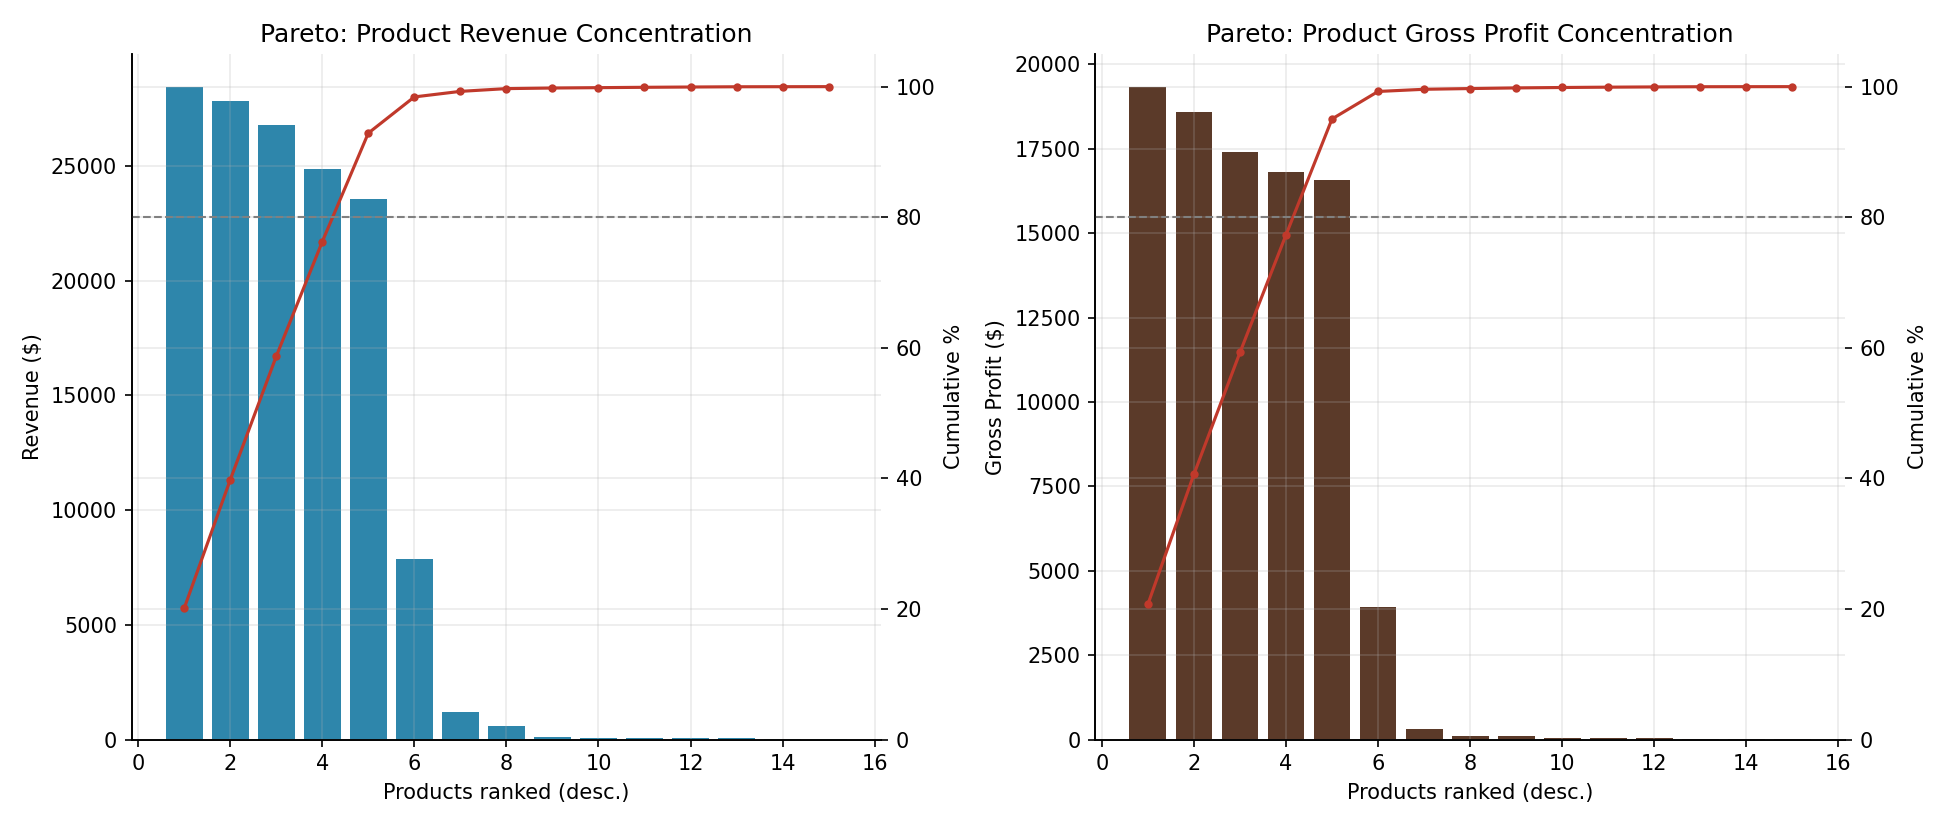 Pareto: Product Revenue Concentration
Revenue ($)
25000
20000
15000
10000
5000
0
100
80
60
40
20
0
Cumulative %
0 2 4 6 8 10 12 14 16
Products ranked (desc.)
Pareto: Product Gross Profit Concentration
Gross Profit ($)
20000
17500
15000
12500
10000
7500
5000
2500
0
100
80
60
40
20
0
Cumulative %
0 2 4 6 8 10 12 14 16
Products ranked (desc.)